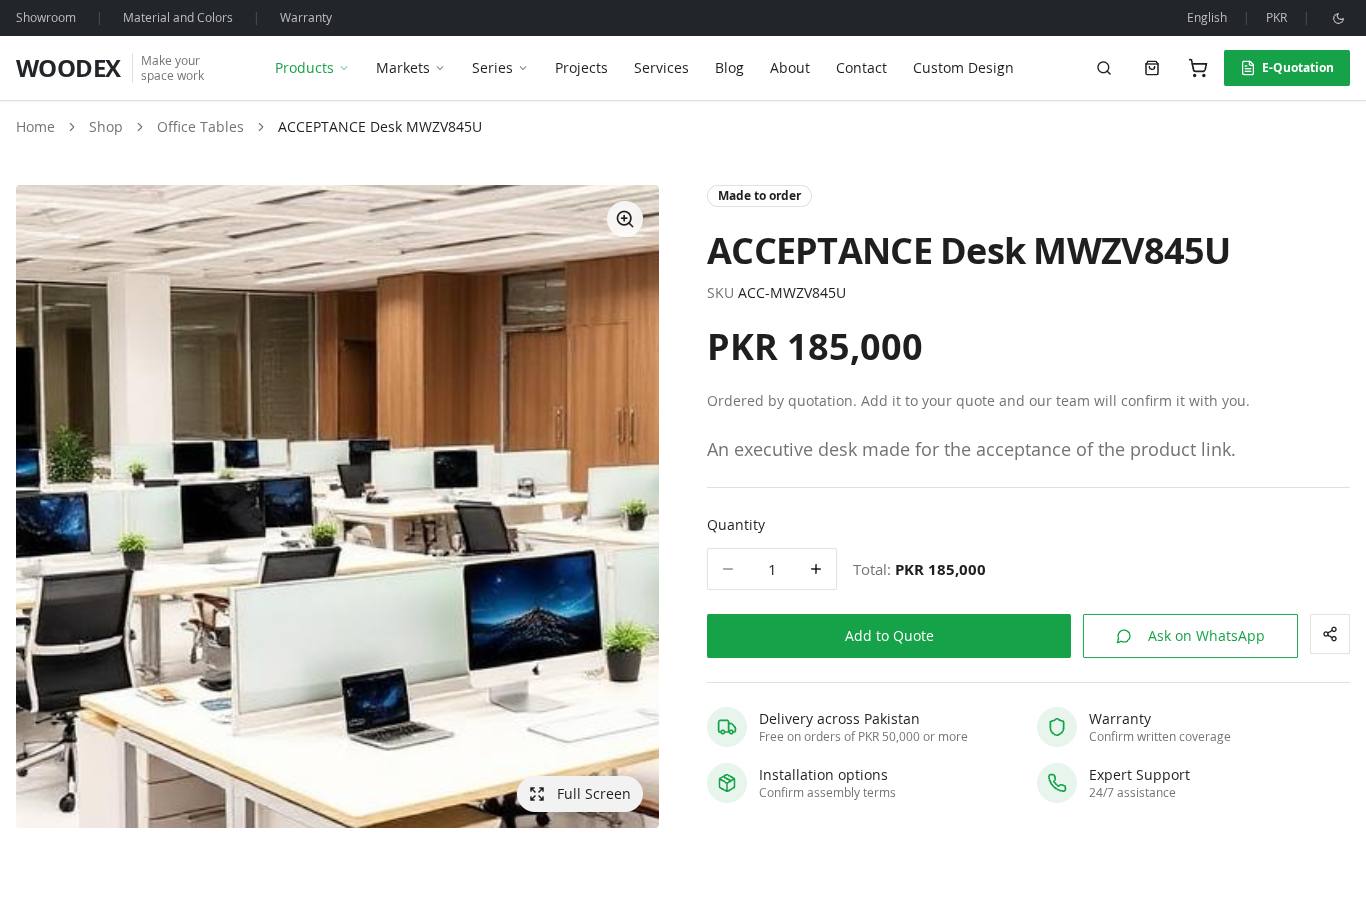 Showroom
Material and Colors
Warranty
English
PKR
WOODEX
Make your
space work
Products
Markets
Series
Projects
Services
Blog
About
Contact
Custom Design
E-Quotation
Home
Shop
Office Tables
ACCEPTANCE Desk MWZV845U
Made to order
ACCEPTANCE Desk MWZV845U
SKU ACC-MWZV845U
PKR 185,000
Ordered by quotation. Add it to your quote and our team will confirm it with you.
An executive desk made for the acceptance of the product link.
Quantity
1
Total: PKR 185,000
Add to Quote
Ask on WhatsApp
Delivery across Pakistan
Free on orders of PKR 50,000 or more
Warranty
Confirm written coverage
Installation options
Confirm assembly terms
Expert Support
24/7 assistance
Full Screen